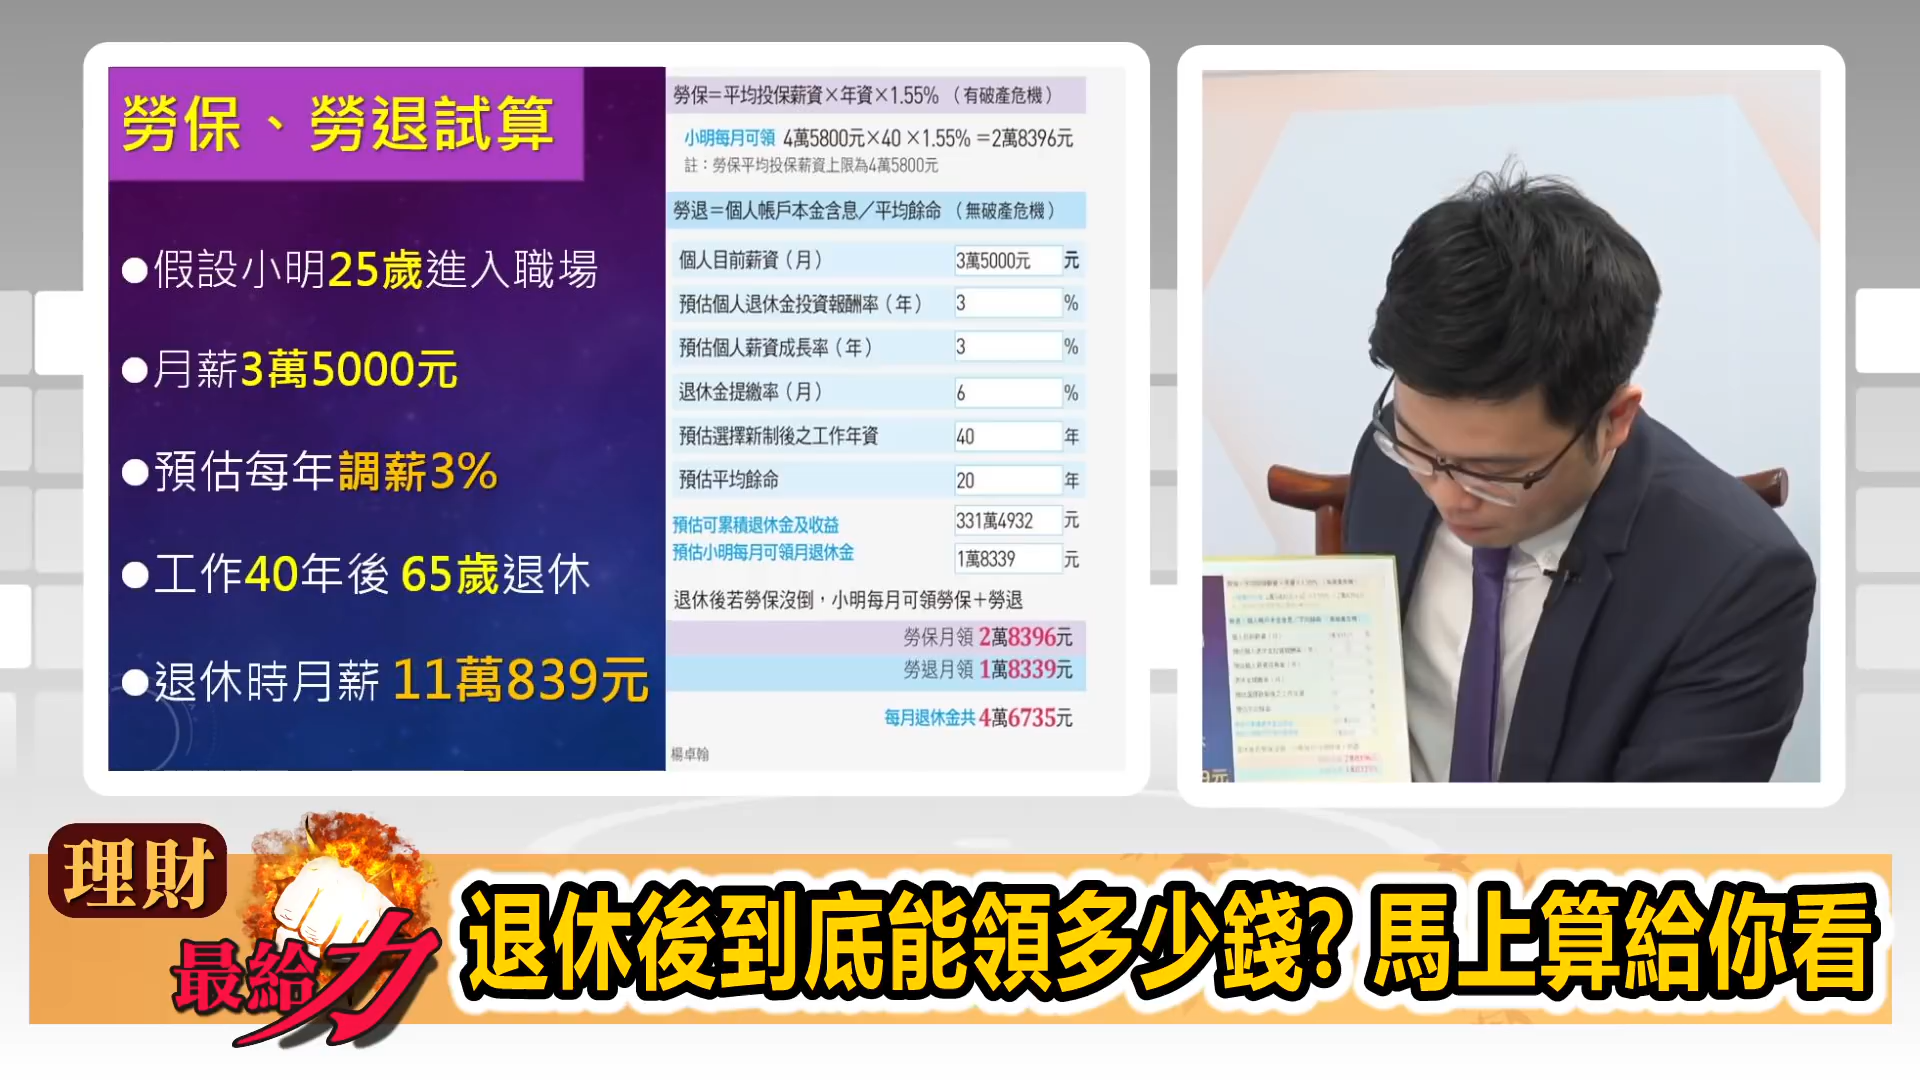 勞保、勞退試算
●假設小明25歲進入職場
●月薪3萬5000元
●預估每年調薪3%
●工作40年後 65歲退休
●退休時月薪 11萬839元
勞保=平均投保薪資×年資×1.55% (有破產危機)
小明每月可領 4萬5800元×40 ×1.55% =2萬8396元
註:勞保平均投保薪資上限為4萬5800元
勞退=個人帳戶本金含息/平均餘命 (無破產危機)
個人目前薪資(月) 3萬5000元 元
預估個人退休金投資報酬率(年) 3 %
預估個人薪資成長率(年) 3 %
退休金提繳率(月) 6 %
預估選擇新制後之工作年資 40 年
預估平均餘命 20 年
預估可累積退休金及收益 331萬4932 元
預估小明每月可領月退休金 1萬8339 元
退休後若勞保沒倒,小明每月可領勞保+勞退
勞保月領 2萬8396元
勞退月領 1萬8339元
每月退休金共 4萬6735元
楊卓翰
理財
最給力
退休後到底能領多少錢? 馬上算給你看